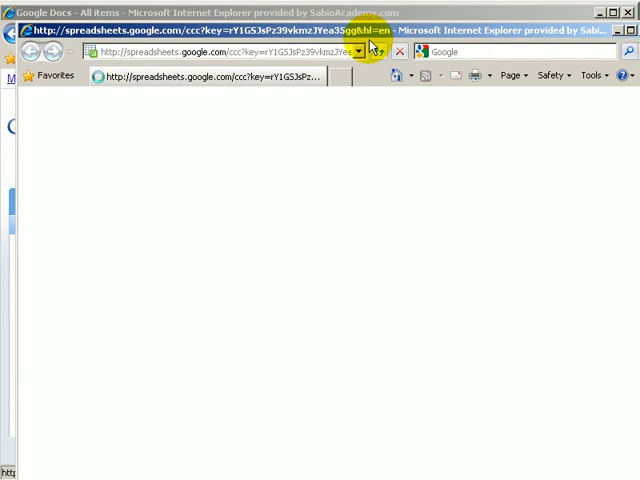 Google Docs - All items - Microsoft Internet Explorer provided by SabioAcademy.com
http://spreadsheets.google.com/ccc?key=rY1GSJsPz39vkmzJYea35gg&hl=en - Microsoft Internet Explorer provided by Sabi...
http://spreadsheets.google.com/ccc?key=rY1GSJsPz39vkmzJYea
Google
Favorites
http://spreadsheets.google.com/ccc?key=rY1GSJsPz...
Page
Safety
Tools
M
http